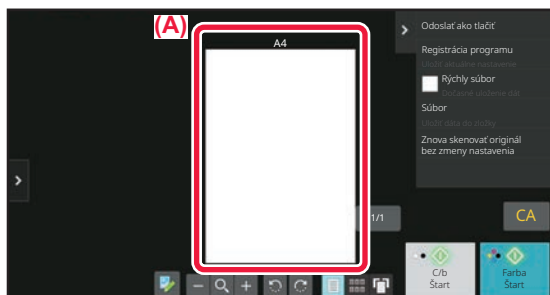 (A)
A4
Odoslať ako tlačiť
Registrácia programu
Uložiť aktuálne nastavenie
Rýchly súbor
Dočasné uloženie dát
Súbor
Uložiť dáta do zložky
Znova skenovať originál
bez zmeny nastavenia
1/1
CA
C/b
Štart
Farba
Štart